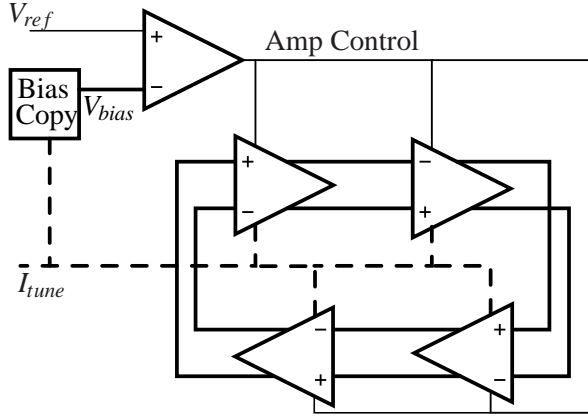 V_ref
Amp Control
+
−
Bias
Copy
V_bias
+
−
−
+
I_tune
−
+
+
−